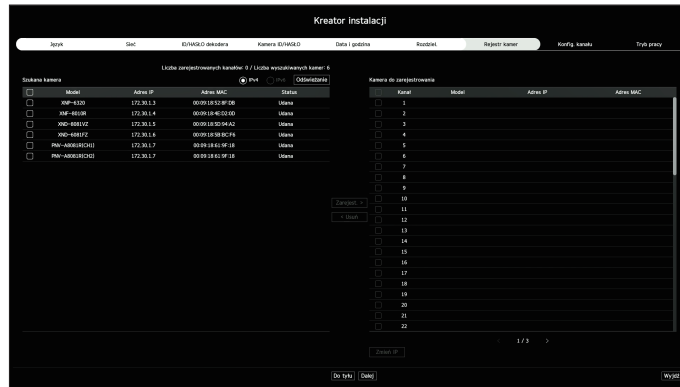 Kreator instalacji
Język Sieć ID/HASŁO dekodera Kamera ID/HASŁO Data i godzina Rozdziel. Rejestr kamer Konfig. kanału Tryb pracy
Liczba zarejestrowanych kanałów: 0 / Liczba wyszukiwanych kamer: 6
Szukana kamera IPv4 IPv6 Odświeżanie Kamera do zarejestrowania
Model Adres IP Adres MAC Status Kanał Model Adres IP Adres MAC
XNP-6320 172.30.1.3 00:09:18:52:8F:DB Udana 1
XNF-8010R 172.30.1.4 00:09:18:4E:D2:0D Udana 2
XND-8081VZ 172.30.1.5 00:09:18:5D:94:A2 Udana 3
XND-6081FZ 172.30.1.6 00:09:18:5B:BC:F6 Udana 4
PNV-A8081R(CH1) 172.30.1.7 00:09:18:61:9F:18 Udana 5
PNV-A8081R(CH2) 172.30.1.7 00:09:18:61:9F:18 Udana 6
7
8
9
Zarejest. > 10
11
< Usuń 12
13
14
15
16
17
18
19
20
21
22
< 1 / 3 >
Zmień IP
Do tyłu Dalej Wyjdź